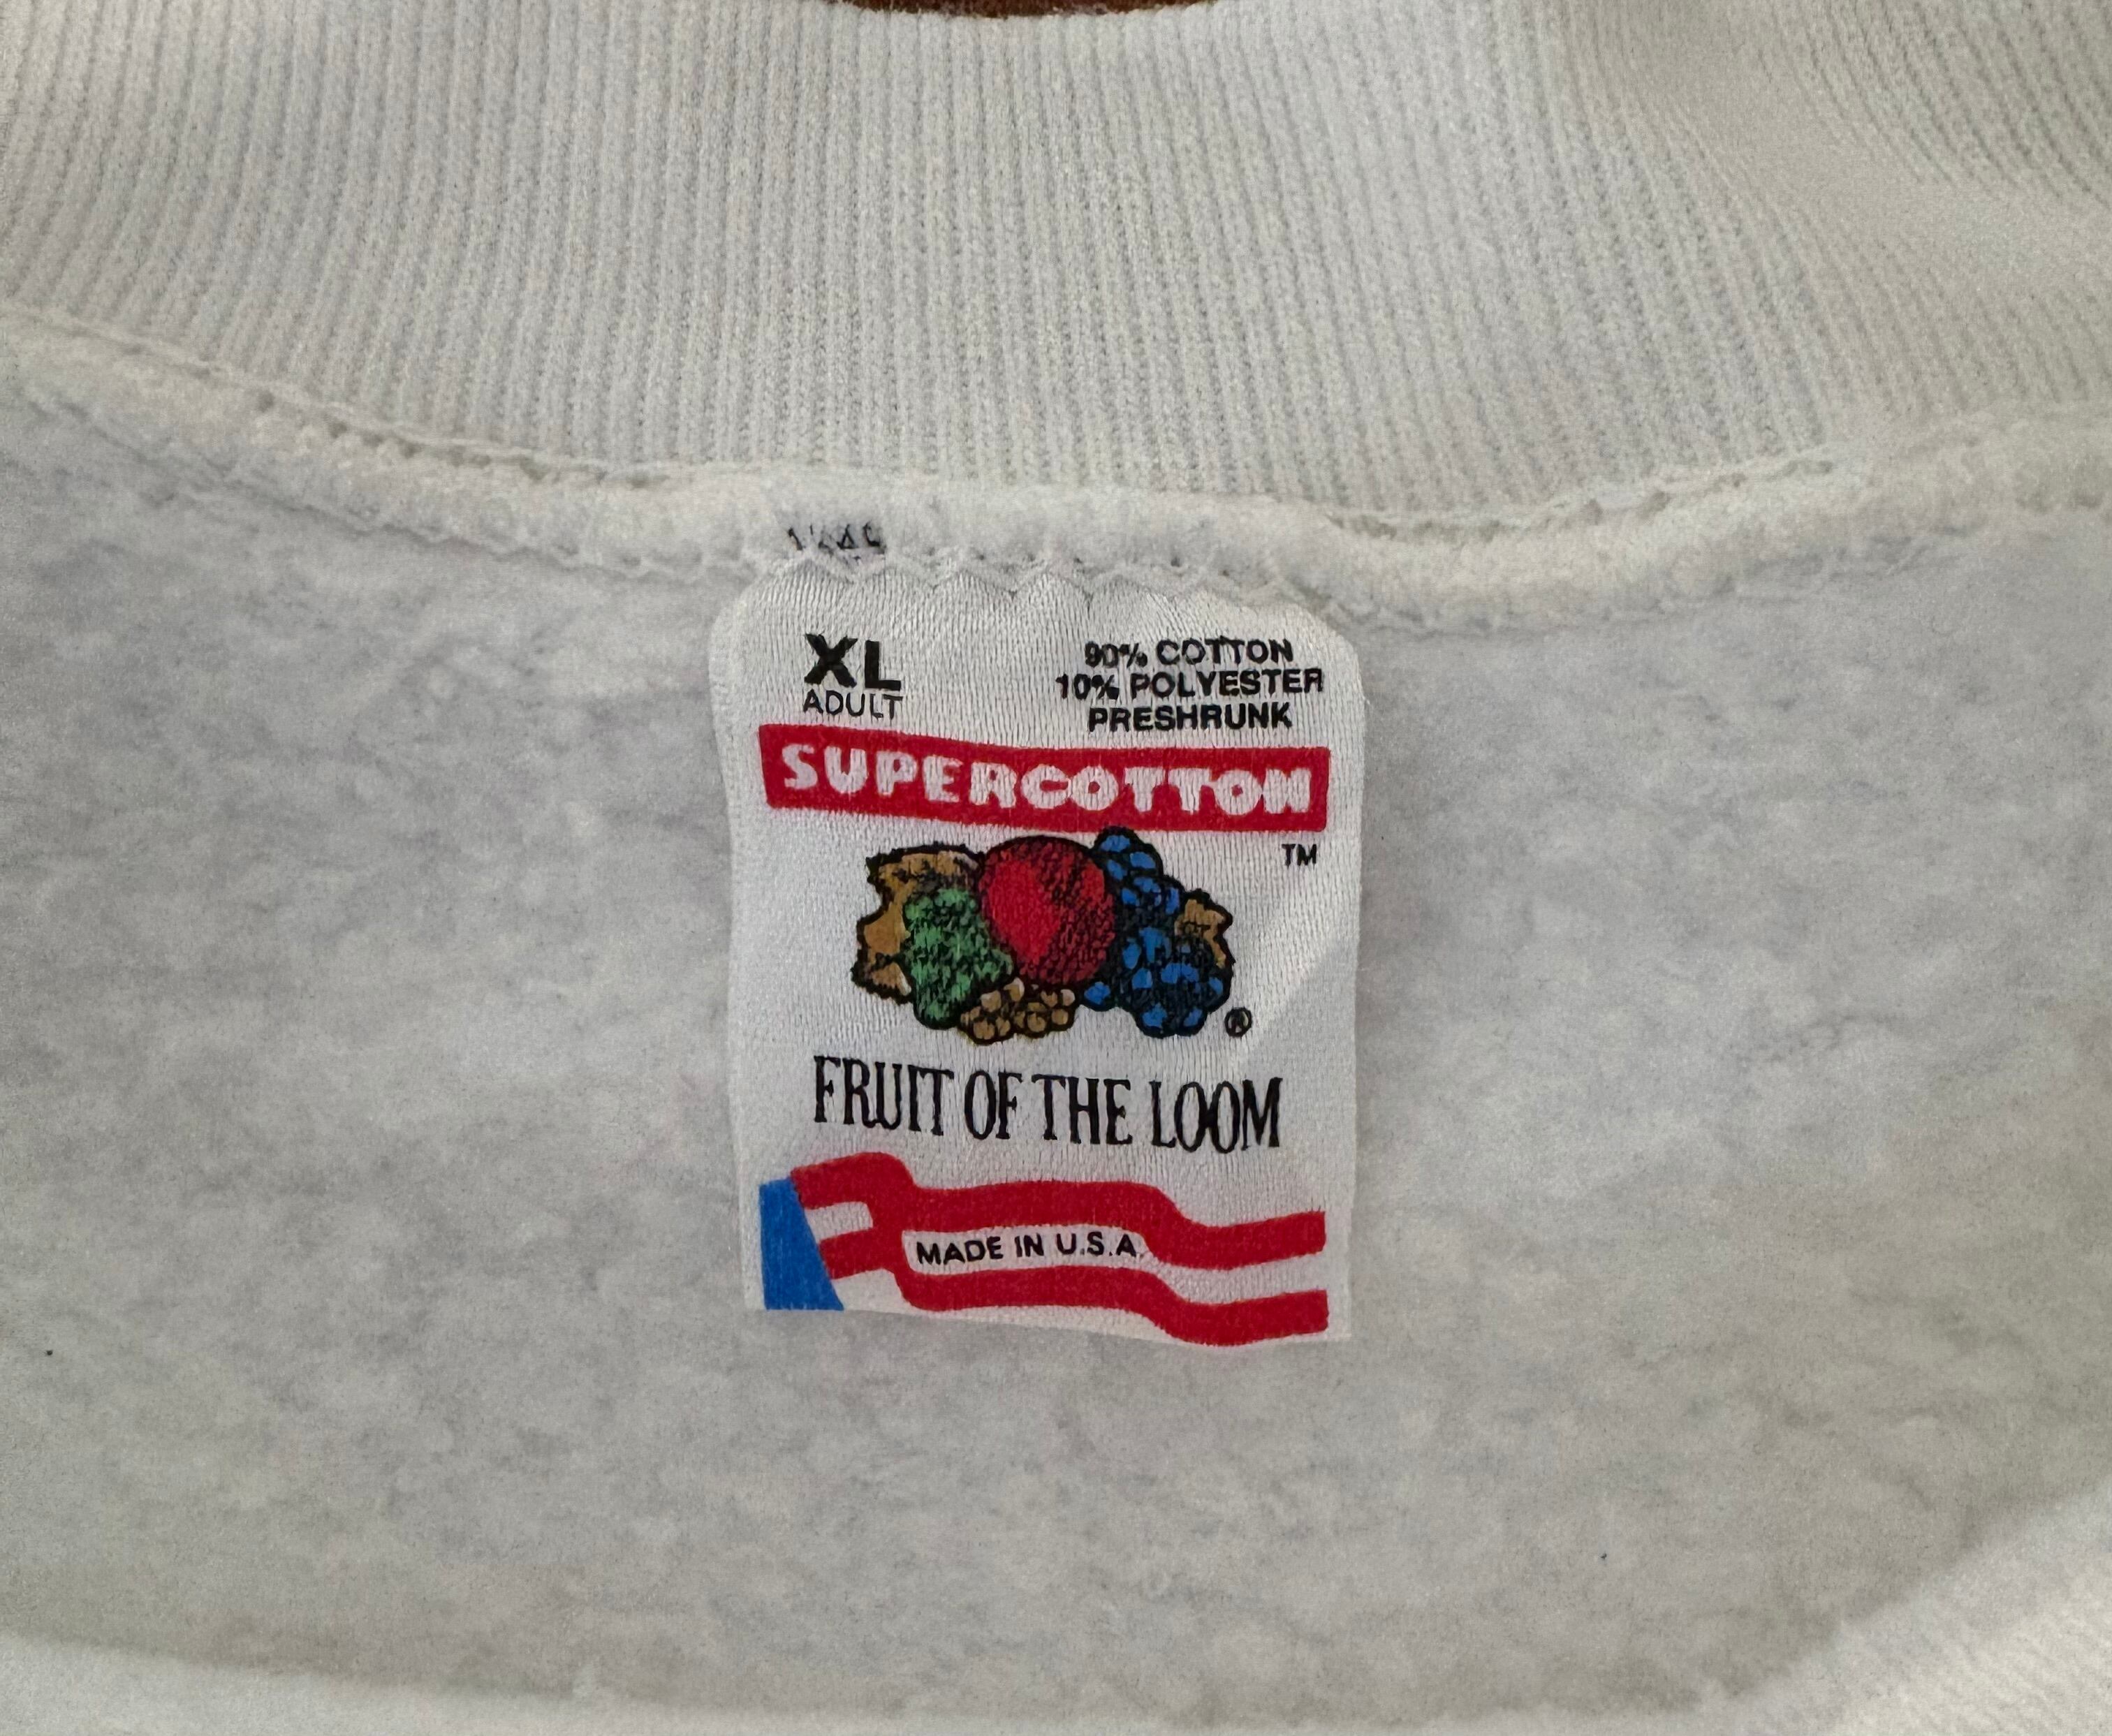 XL
ADULT
90% COTTON
10% POLYESTER
PRESHRUNK
SUPERCOTTON
TM
®
FRUIT OF THE LOOM
MADE IN U.S.A.